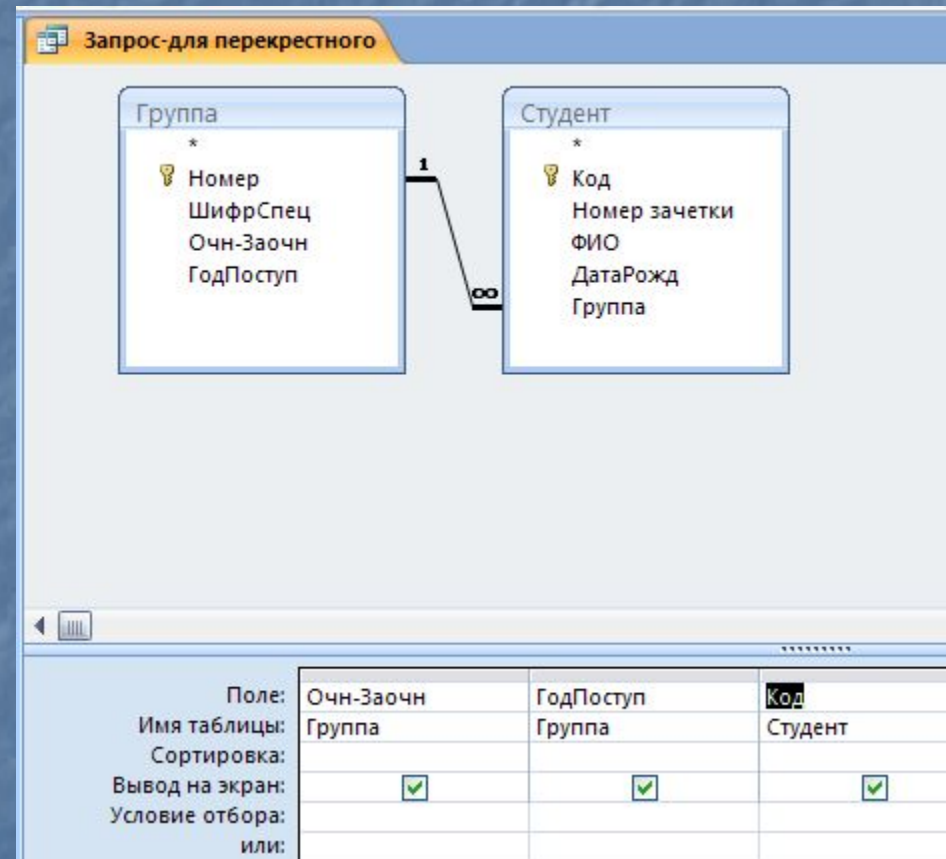 Запрос-для перекрестного
Группа
*
Номер
ШифрСпец
Очн-Заочн
ГодПоступ
1
∞
Студент
*
Код
Номер зачетки
ФИО
ДатаРожд
Группа
Поле: Очн-Заочн ГодПоступ Код
Имя таблицы: Группа Группа Студент
Сортировка:
Вывод на экран:
Условие отбора:
или: